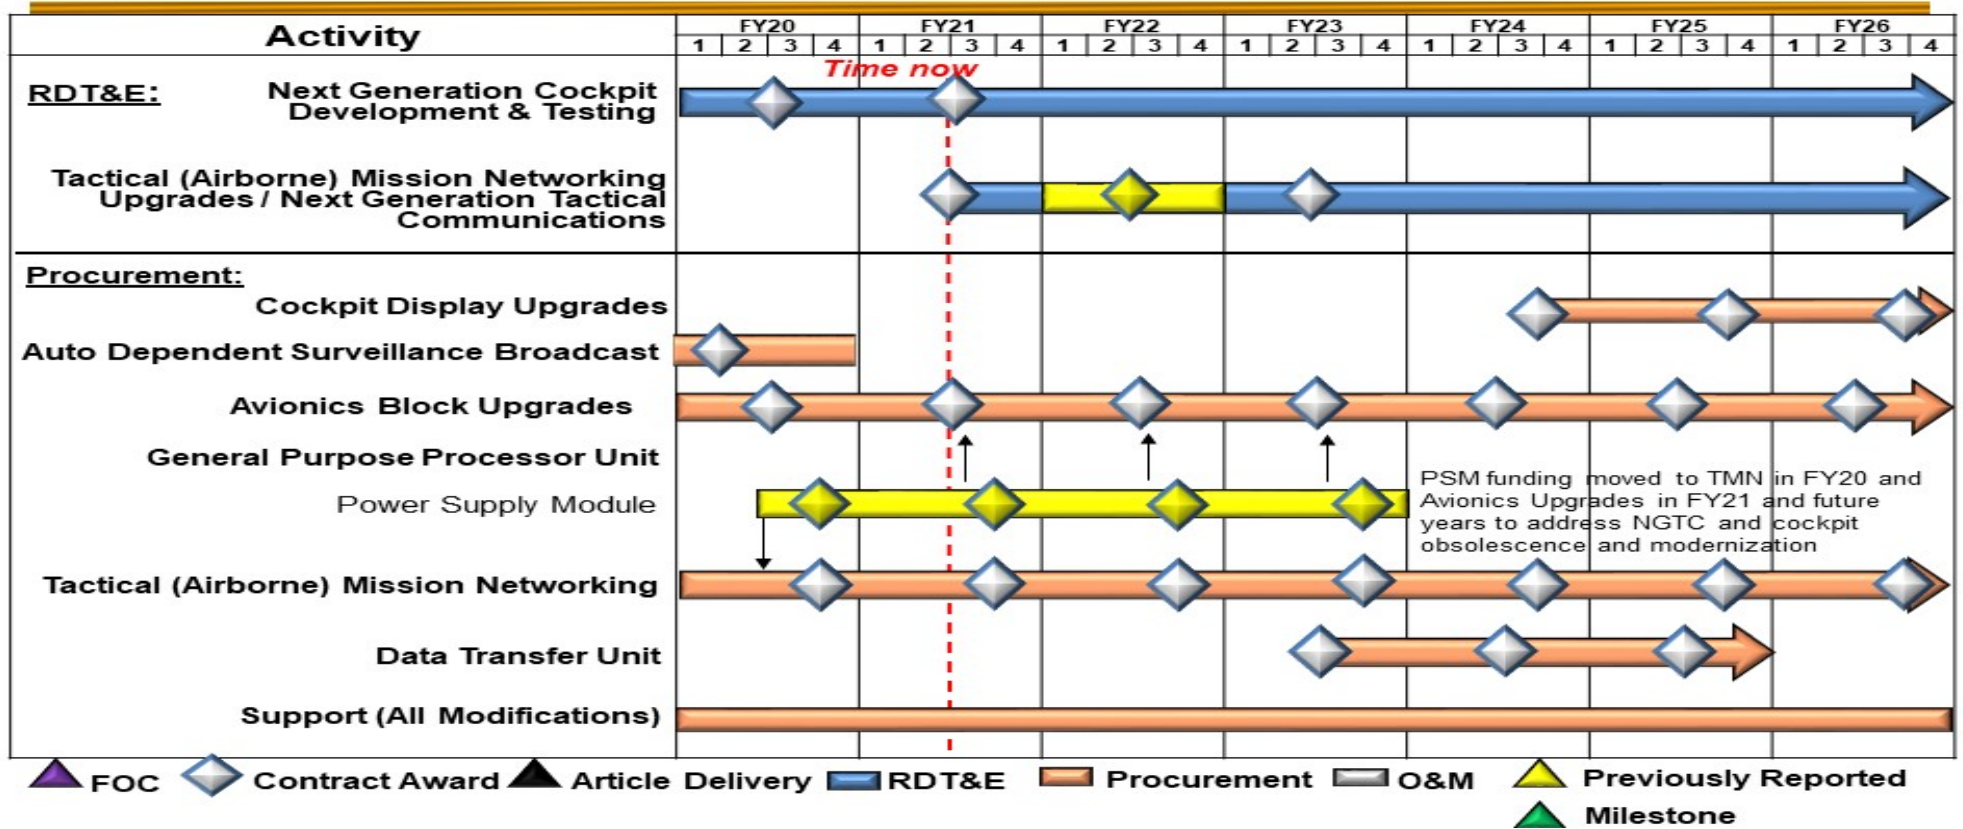 Activity
FY20 FY21 FY22 FY23 FY24 FY25 FY26
1 2 3 4 1 2 3 4 1 2 3 4 1 2 3 4 1 2 3 4 1 2 3 4 1 2 3 4
Time now
RDT&E: Next Generation Cockpit
Development & Testing
Tactical (Airborne) Mission Networking
Upgrades / Next Generation Tactical
Communications
Procurement:
Cockpit Display Upgrades
Auto Dependent Surveillance Broadcast
Avionics Block Upgrades
General Purpose Processor Unit
Power Supply Module
PSM funding moved to TMN in FY20 and
Avionics Upgrades in FY21 and future
years to address NGTC and cockpit
obsolescence and modernization
Tactical (Airborne) Mission Networking
Data Transfer Unit
Support (All Modifications)
FOC Contract Award Article Delivery RDT&E Procurement O&M Previously Reported
Milestone